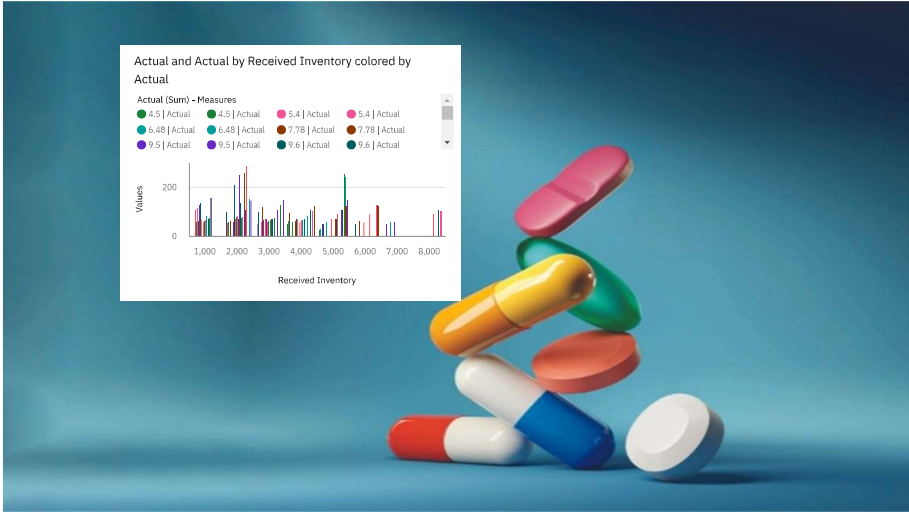 Actual and Actual by Received Inventory colored by
Actual
Actual (Sum) - Measures
4.5 | Actual 4.5 | Actual 5.4 | Actual 5.4 | Actual
6.48 | Actual 6.48 | Actual 7.78 | Actual 7.78 | Actual
9.5 | Actual 9.5 | Actual 9.6 | Actual 9.6 | Actual
Values
200
0
1,000 2,000 3,000 4,000 5,000 6,000 7,000 8,000
Received Inventory